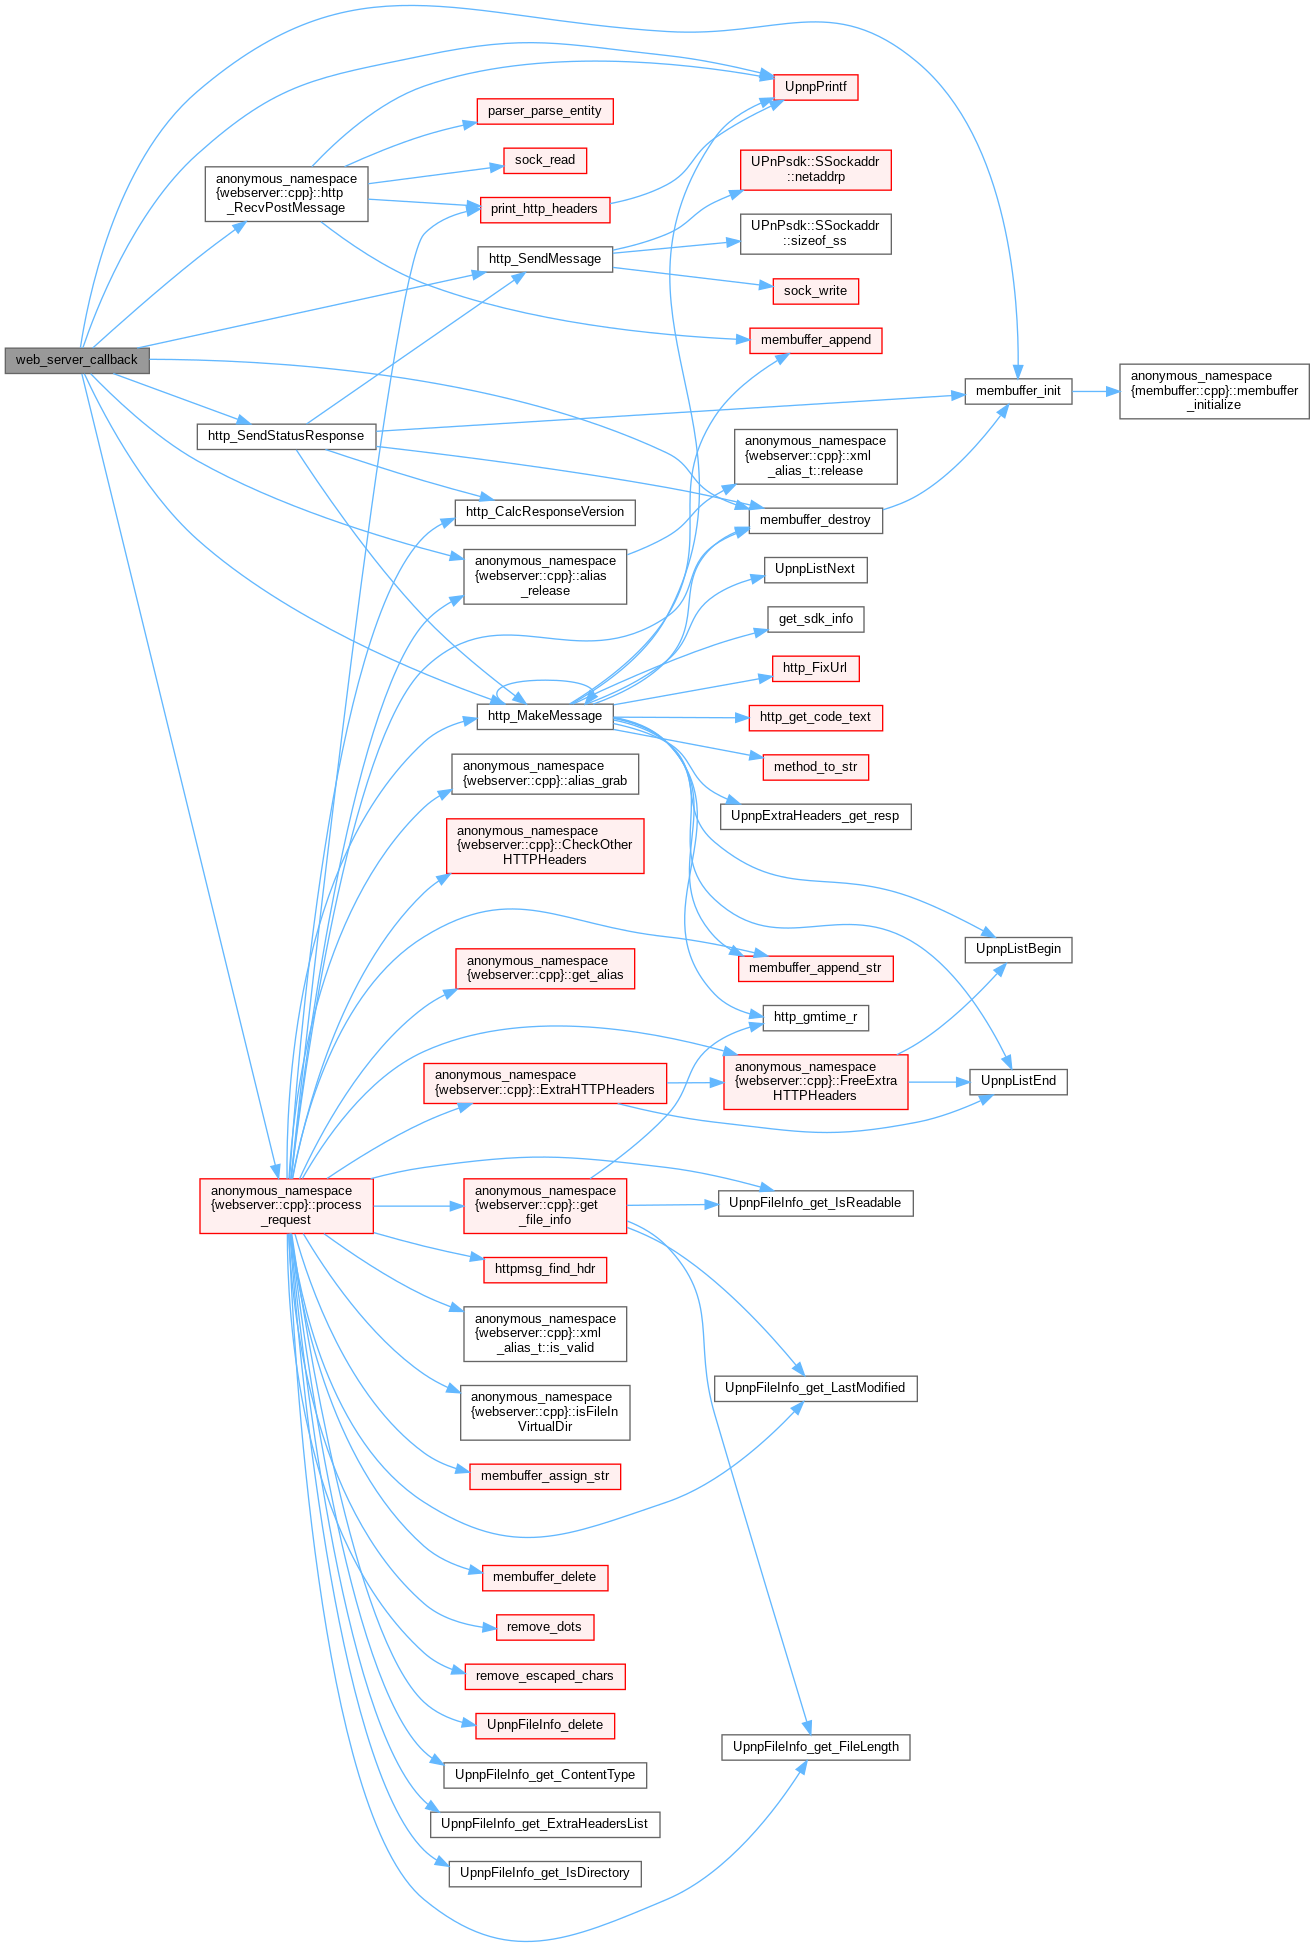 web_server_callback
anonymous_namespace
{webserver::cpp}::http
_RecvPostMessage
http_SendStatusResponse
anonymous_namespace
{webserver::cpp}::process
_request
parser_parse_entity
sock_read
print_http_headers
http_SendMessage
http_CalcResponseVersion
anonymous_namespace
{webserver::cpp}::alias
_release
http_MakeMessage
anonymous_namespace
{webserver::cpp}::alias_grab
anonymous_namespace
{webserver::cpp}::CheckOther
HTTPHeaders
anonymous_namespace
{webserver::cpp}::get_alias
anonymous_namespace
{webserver::cpp}::ExtraHTTPHeaders
anonymous_namespace
{webserver::cpp}::get
_file_info
httpmsg_find_hdr
anonymous_namespace
{webserver::cpp}::xml
_alias_t::is_valid
anonymous_namespace
{webserver::cpp}::isFileIn
VirtualDir
membuffer_assign_str
membuffer_delete
remove_dots
remove_escaped_chars
UpnpFileInfo_delete
UpnpFileInfo_get_ContentType
UpnpFileInfo_get_ExtraHeadersList
UpnpFileInfo_get_IsDirectory
UpnpPrintf
UPnPsdk::SSockaddr
::netaddrp
UPnPsdk::SSockaddr
::sizeof_ss
sock_write
membuffer_append
anonymous_namespace
{webserver::cpp}::xml
_alias_t::release
membuffer_destroy
UpnpListNext
get_sdk_info
http_FixUrl
http_get_code_text
method_to_str
UpnpExtraHeaders_get_resp
membuffer_append_str
http_gmtime_r
anonymous_namespace
{webserver::cpp}::FreeExtra
HTTPHeaders
UpnpFileInfo_get_IsReadable
UpnpFileInfo_get_LastModified
UpnpFileInfo_get_FileLength
membuffer_init
UpnpListBegin
UpnpListEnd
anonymous_namespace
{membuffer::cpp}::membuffer
_initialize